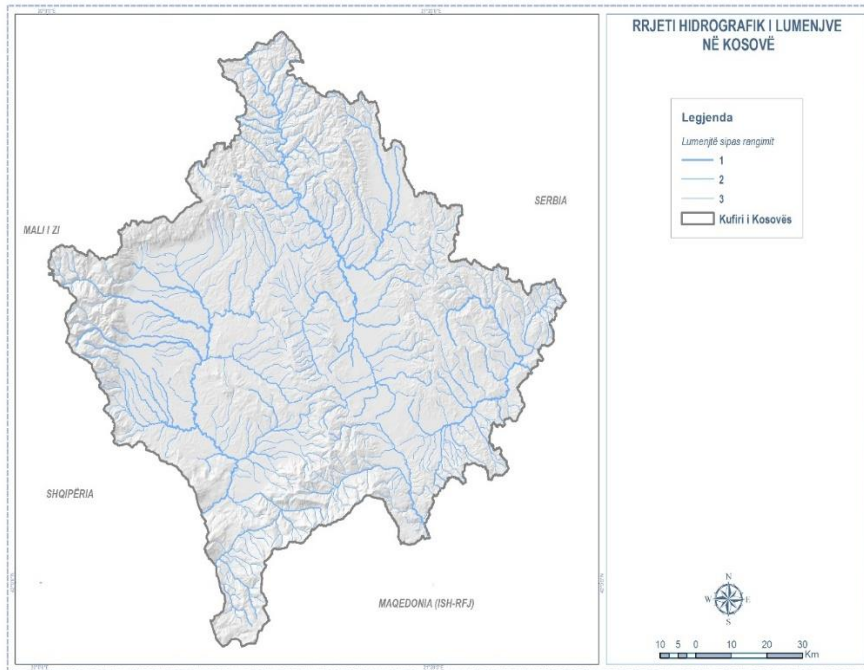 RRJETI HIDROGRAFIK I LUMENJVE
NË KOSOVË
Legjenda
Lumenjtë sipas rangimit
1
2
3
Kufiri i Kosovës
SERBIA
MALI I ZI
SHQIPËRIA
MAQEDONIA (ISH-RFJ)
N
W E
S
10 5 0 10 20 30
Km